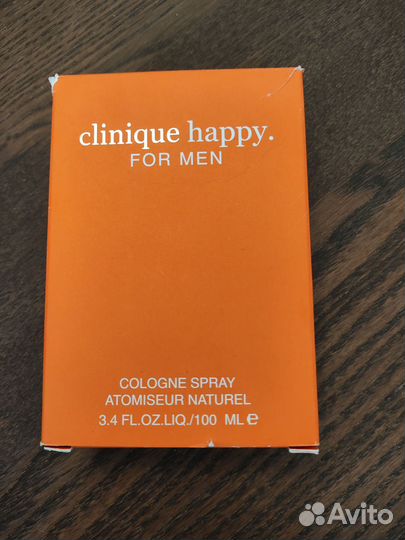 clinique happy.
FOR MEN
COLOGNE SPRAY
ATOMISEUR NATUREL
3.4 FL.OZ.LIQ./100 ML ℮
Avito